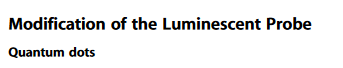 Modification of the Luminescent Probe
Quantum dots